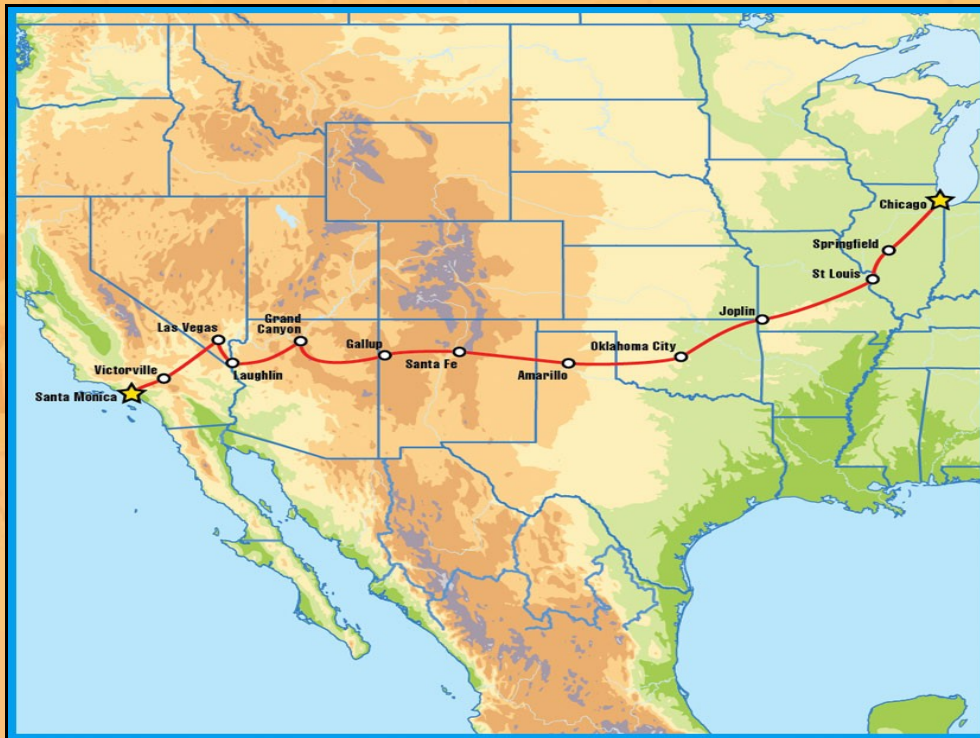 Chicago
Springfield
St Louis
Joplin
Oklahoma City
Amarillo
Santa Fe
Gallup
Grand
Canyon
Laughlin
Las Vegas
Victorville
Santa Monica